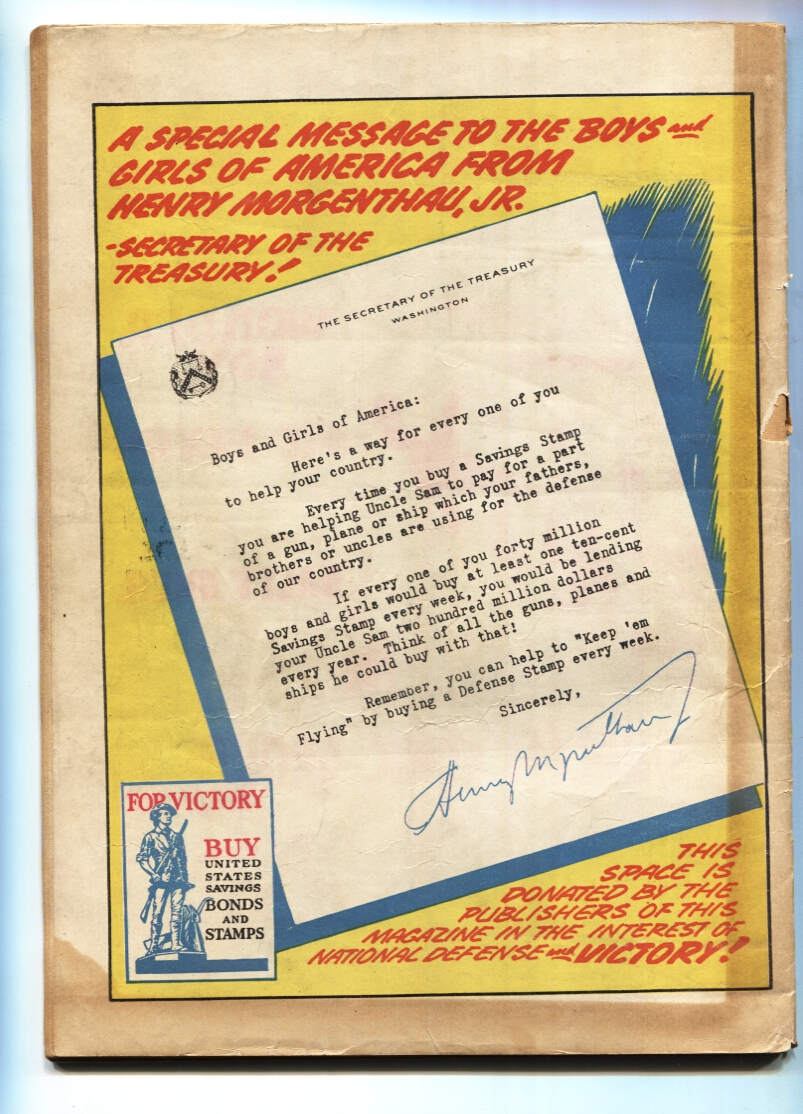 A SPECIAL MESSAGE TO THE BOYS and
GIRLS OF AMERICA FROM
HENRY MORGENTHAU, JR.
-SECRETARY OF THE
TREASURY!
THE SECRETARY OF THE TREASURY
WASHINGTON
Boys and Girls of America:
Here's a way for every one of you
to help your country.
Every time you buy a Savings Stamp
you are helping Uncle Sam to pay for a part
of a gun, plane or ship which your fathers,
brothers or uncles are using for the defense
of our country.
If every one of you forty million
boys and girls would buy at least one ten-cent
Savings Stamp every week, you would be lending
your Uncle Sam two hundred million dollars
every year. Think of all the guns, planes and
ships he could buy with that!
Remember, you can help to "Keep 'em
Flying" by buying a Defense Stamp every week.
Sincerely,
Henry Morgenthau Jr
FOR VICTORY
BUY
UNITED
STATES
SAVINGS
BONDS
AND
STAMPS
THIS
SPACE IS
DONATED BY THE
PUBLISHERS OF THIS
MAGAZINE IN THE INTEREST OF
NATIONAL DEFENSE and VICTORY!